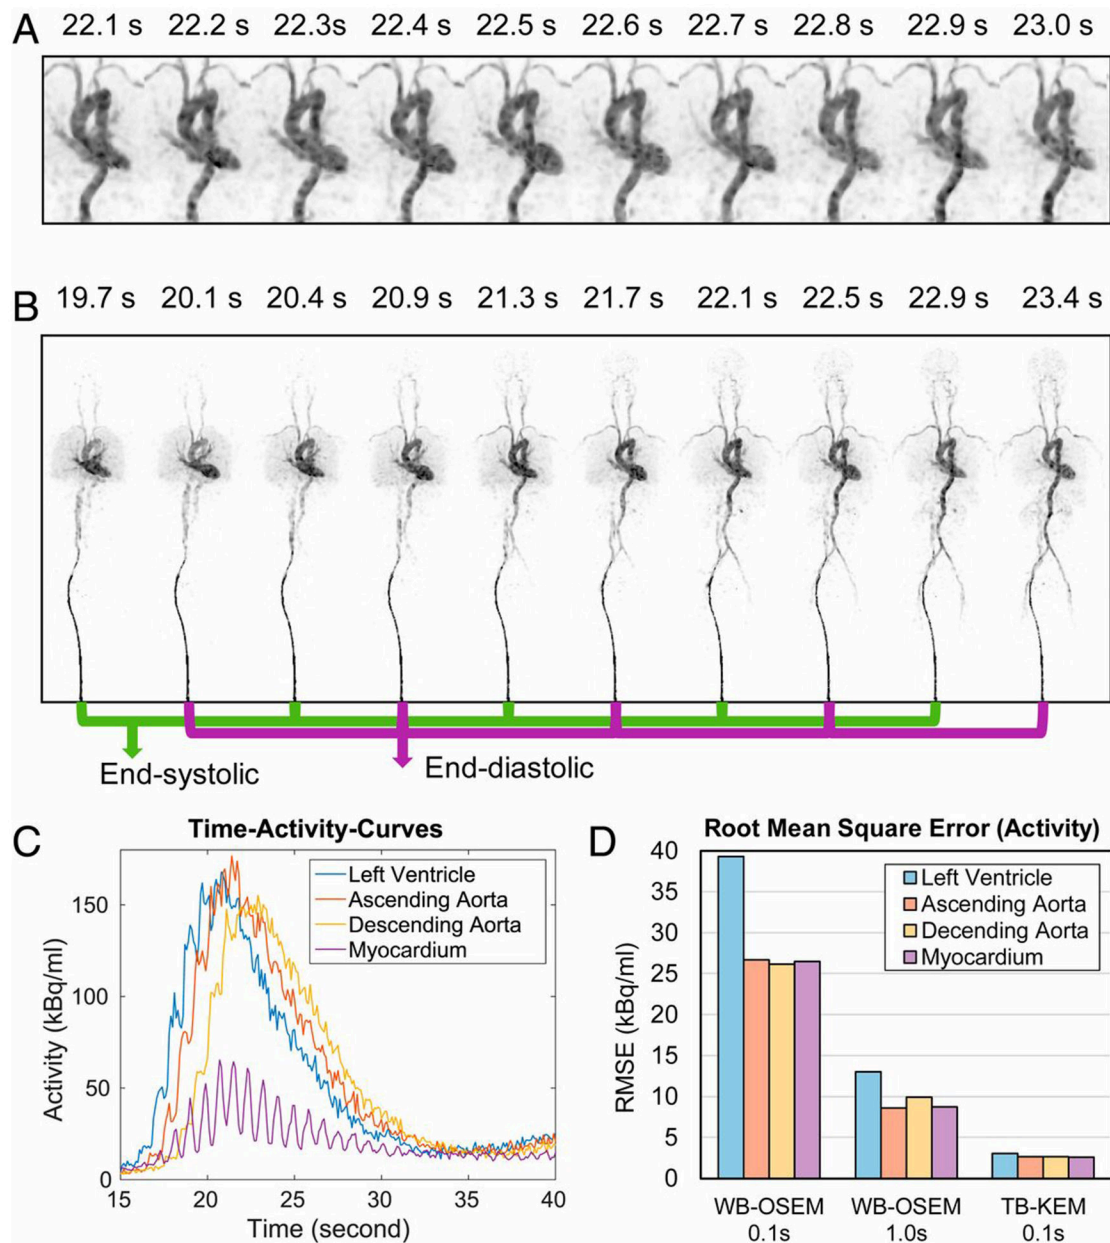 A
22.1 s 22.2 s 22.3s 22.4 s 22.5 s 22.6 s 22.7 s 22.8 s 22.9 s 23.0 s
B
19.7 s 20.1 s 20.4 s 20.9 s 21.3 s 21.7 s 22.1 s 22.5 s 22.9 s 23.4 s
End-systolic
End-diastolic
C
Time-Activity-Curves
Activity (kBq/ml)
150
100
50
0
Left Ventricle
Ascending Aorta
Descending Aorta
Myocardium
15 20 25 30 35 40
Time (second)
D
Root Mean Square Error (Activity)
RMSE (kBq/ml)
40
35
30
25
20
15
10
5
0
Left Ventricle
Ascending Aorta
Decending Aorta
Myocardium
WB-OSEM WB-OSEM TB-KEM
0.1s 1.0s 0.1s